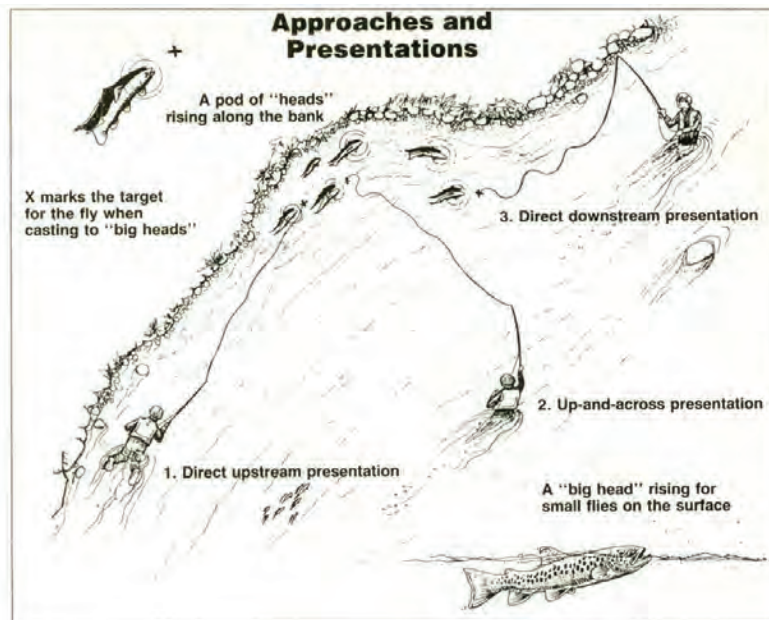 Approaches and
Presentations
A pod of "heads"
rising along the bank
X marks the target
for the fly when
casting to "big heads"
3. Direct downstream presentation
2. Up-and-across presentation
1. Direct upstream presentation
A "big head" rising for
small flies on the surface